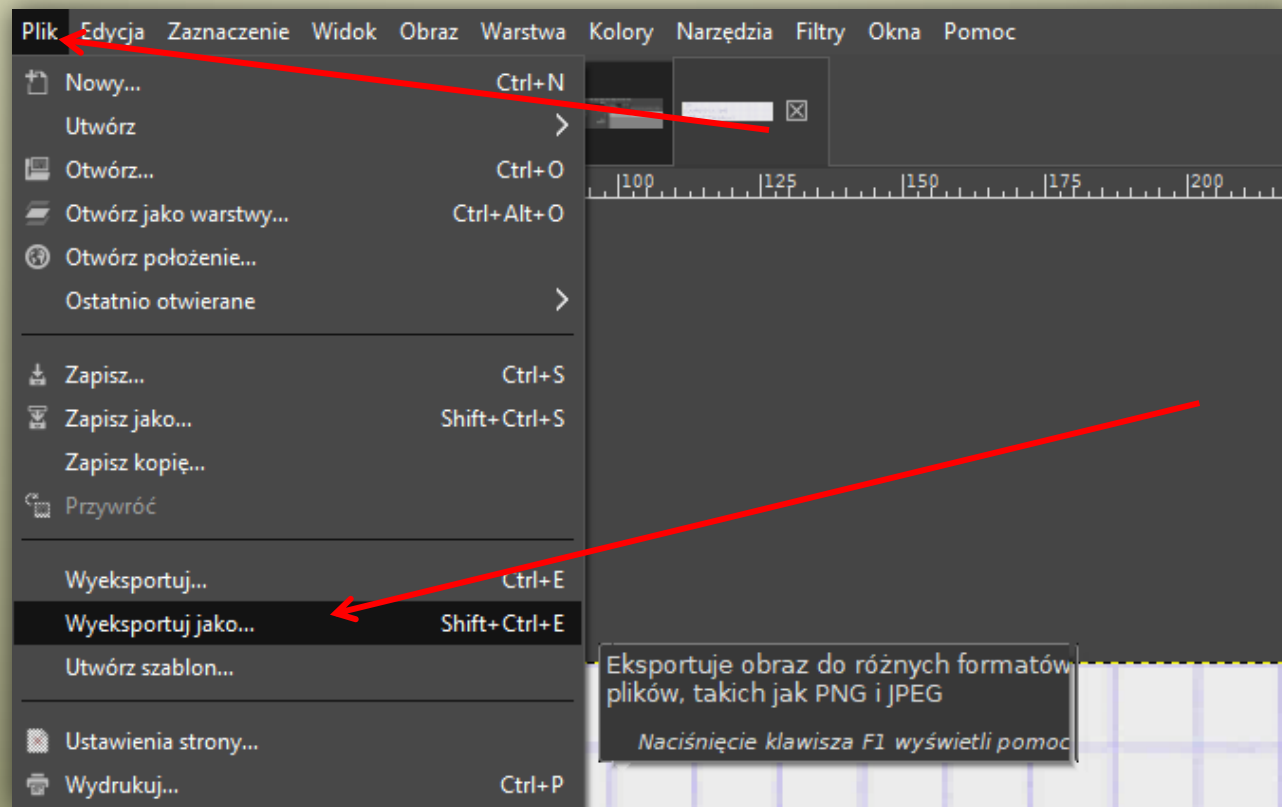 Plik Edycja Zaznaczenie Widok Obraz Warstwa Kolory Narzędzia Filtry Okna Pomoc
Nowy... Ctrl+N
Utwórz
Otwórz... Ctrl+O
Otwórz jako warstwy... Ctrl+Alt+O
Otwórz położenie...
Ostatnio otwierane
Zapisz... Ctrl+S
Zapisz jako... Shift+Ctrl+S
Zapisz kopię...
Przywróć
Wyeksportuj... Ctrl+E
Wyeksportuj jako... Shift+Ctrl+E
Utwórz szablon...
Ustawienia strony...
Wydrukuj... Ctrl+P
100 125 150 175 200
Eksportuje obraz do różnych formatów
plików, takich jak PNG i JPEG
Naciśnięcie klawisza F1 wyświetli pomoc